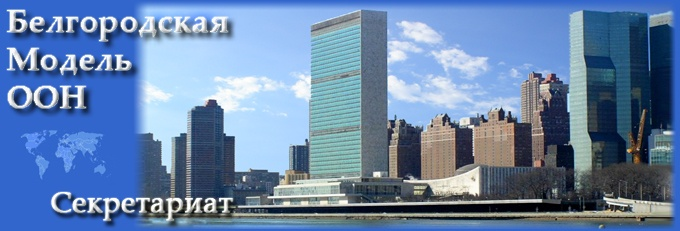 Белгородская
Модель
ООН
Секретариат